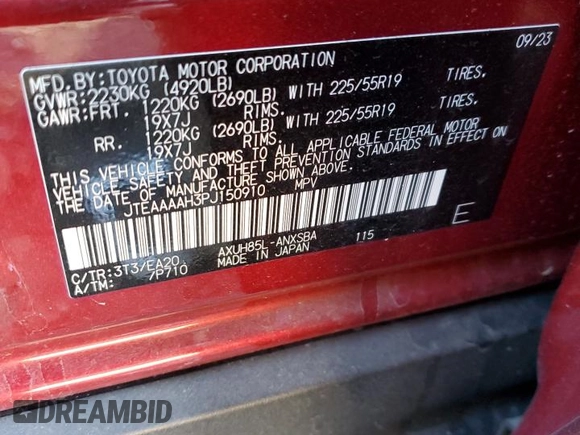 09/23
MFD. BY: TOYOTA MOTOR CORPORATION
GVWR: 2230KG (4920LB)
GAWR: FRT. 1220KG (2690LB) WITH 225/55R19 TIRES.
19X7J RIMS.
RR. 1220KG (2690LB) WITH 225/55R19 TIRES.
19X7J RIMS.
THIS VEHICLE CONFORMS TO ALL APPLICABLE FEDERAL MOTOR
VEHICLE SAFETY AND THEFT PREVENTION STANDARDS IN EFFECT ON
THE DATE OF MANUFACTURE SHOWN ABOVE.
JTEAAAAH3PJ150910 MPV
E
C/TR: 3T3/EA20 AXUH85L-ANXSBA 115
A/TM: /P710 MADE IN JAPAN
DREAMBID